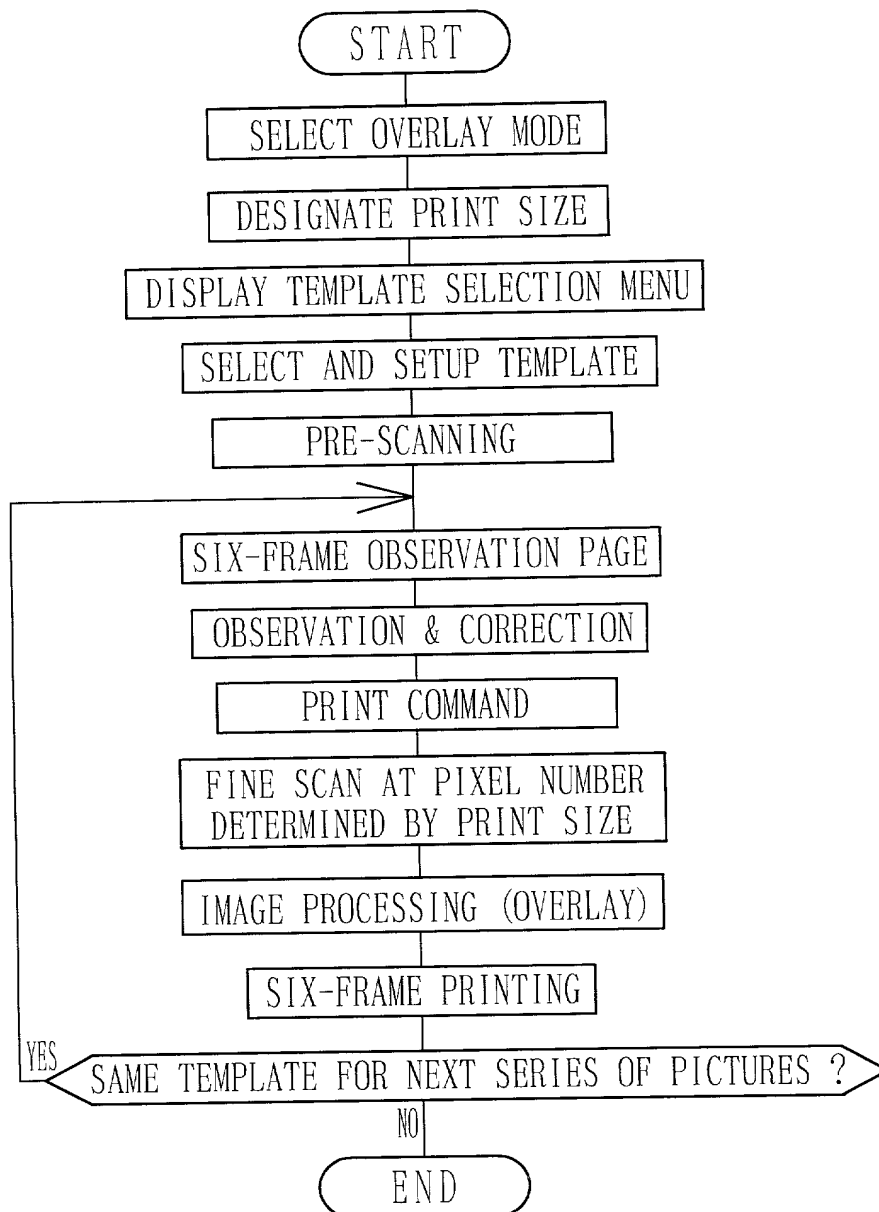 START
SELECT OVERLAY MODE
DESIGNATE PRINT SIZE
DISPLAY TEMPLATE SELECTION MENU
SELECT AND SETUP TEMPLATE
PRE-SCANNING
SIX-FRAME OBSERVATION PAGE
OBSERVATION & CORRECTION
PRINT COMMAND
FINE SCAN AT PIXEL NUMBER
DETERMINED BY PRINT SIZE
IMAGE PROCESSING (OVERLAY)
SIX-FRAME PRINTING
YES
SAME TEMPLATE FOR NEXT SERIES OF PICTURES ?
NO
END